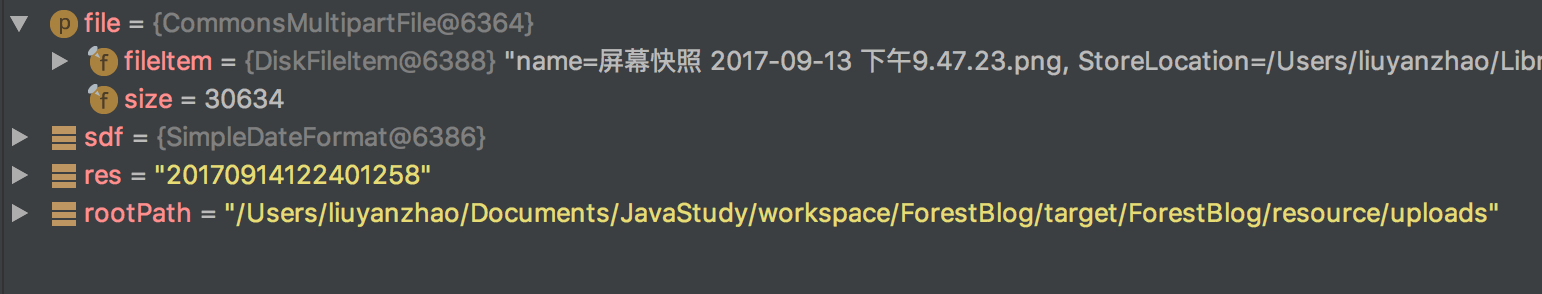 p file = {CommonsMultipartFile@6364}
f fileItem = {DiskFileItem@6388} "name=屏幕快照 2017-09-13 下午9.47.23.png, StoreLocation=/Users/liuyanzhao/Libr
f size = 30634
sdf = {SimpleDateFormat@6386}
res = "20170914122401258"
rootPath = "/Users/liuyanzhao/Documents/JavaStudy/workspace/ForestBlog/target/ForestBlog/resource/uploads"